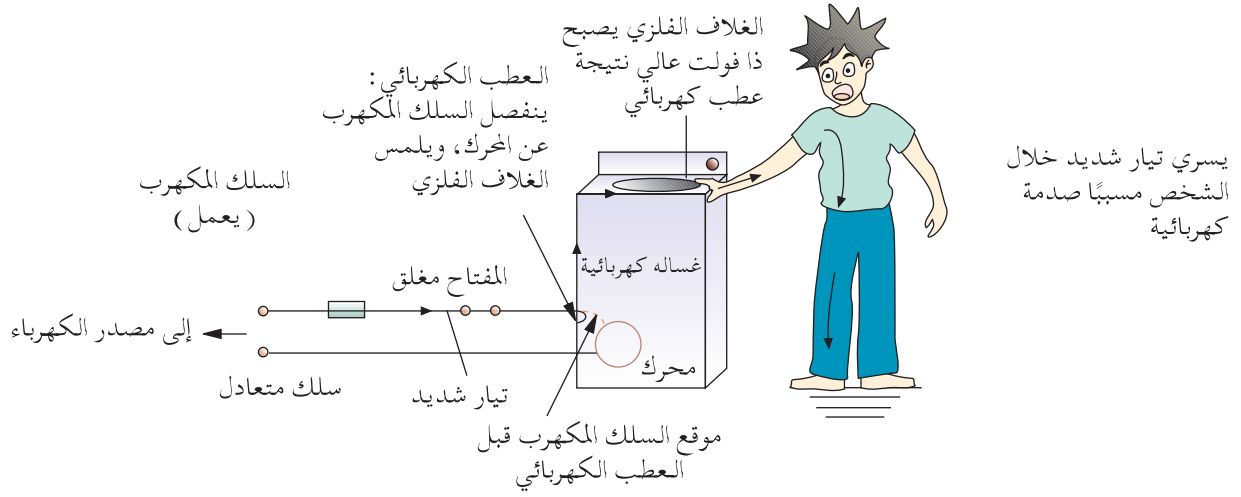 الغلاف الفلزي يصبح
ذا فولت عالي نتيجة
عطب كهربائي
العطب الكهربائي:
ينفصل السلك المكهرب
عن المحرك، ويلمس
الغلاف الفلزي
يسري تيار شديد خلال
الشخص مسببًا صدمة
كهربائية
السلك المكهرب
(يعمل)
غساله كهربائية
المفتاح مغلق
إلى مصدر الكهرباء
محرك
سلك متعادل
تيار شديد
موقع السلك المكهرب قبل
العطب الكهربائي